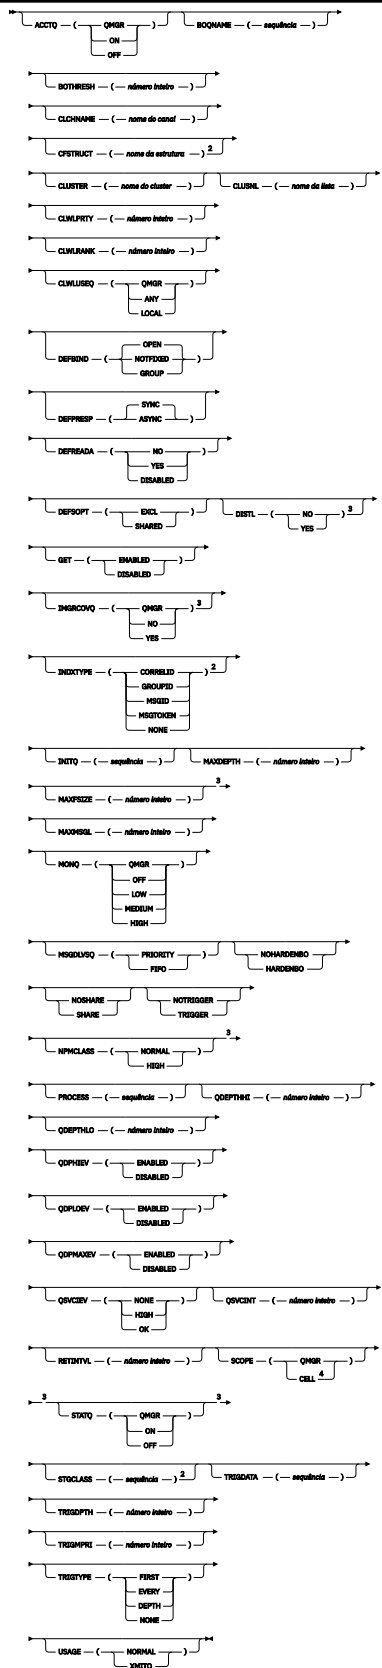 ACCTQ — ( QMGR ) BOQNAME — ( — sequência — )
ON
OFF
BOTHRESH — ( — número inteiro — )
CLCHNAME — ( — nome do canal — )
CFSTRUCT — ( — nome da estrutura — ) 2
CLUSTER — ( — nome do cluster — ) CLUSNL — ( — nome da lista — )
CLWLPRTY — ( — número inteiro — )
CLWLRANK — ( — número inteiro — )
CLWLUSEQ — ( QMGR )
ANY
LOCAL
OPEN
DEFBIND — ( NOTFIXED )
GROUP
SYNC
DEFPRESP — ( ASYNC )
DEFREADA — ( NO )
YES
DISABLED
DEFSOPT — ( EXCL ) DISTL — ( NO ) 3
SHARED YES
GET — ( ENABLED )
DISABLED
IMGRCOVQ — ( QMGR ) 3
NO
YES
INDXTYPE — ( CORRELID ) 2
GROUPID
MSGID
MSGTOKEN
NONE
INITQ — ( — sequência — ) MAXDEPTH — ( — número inteiro — )
MAXFSIZE — ( — número inteiro — ) 3
MAXMSGL — ( — número inteiro — )
MONQ — ( QMGR )
OFF
LOW
MEDIUM
HIGH
MSGDLVSQ — ( PRIORITY ) NOHARDENBO
FIFO HARDENBO
NOSHARE NOTRIGGER
SHARE TRIGGER
NPMCLASS — ( NORMAL ) 3
HIGH
PROCESS — ( — sequência — ) QDEPTHHI — ( — número inteiro — )
QDEPTHLO — ( — número inteiro — )
QDPHIEV — ( ENABLED )
DISABLED
QDPLOEV — ( ENABLED )
DISABLED
QDPMAXEV — ( ENABLED )
DISABLED
QSVCIEV — ( NONE ) QSVCINT — ( — número inteiro — )
HIGH
OK
RETINTVL — ( — número inteiro — ) SCOPE — ( QMGR )
CELL 4
3 STATQ — ( QMGR ) 3
ON
OFF
STGCLASS — ( — sequência — ) 2 TRIGDATA — ( — sequência — )
TRIGDPTH — ( — número inteiro — )
TRIGMPRI — ( — número inteiro — )
TRIGTYPE — ( FIRST )
EVERY
DEPTH
NONE
USAGE — ( NORMAL )
XMITQ